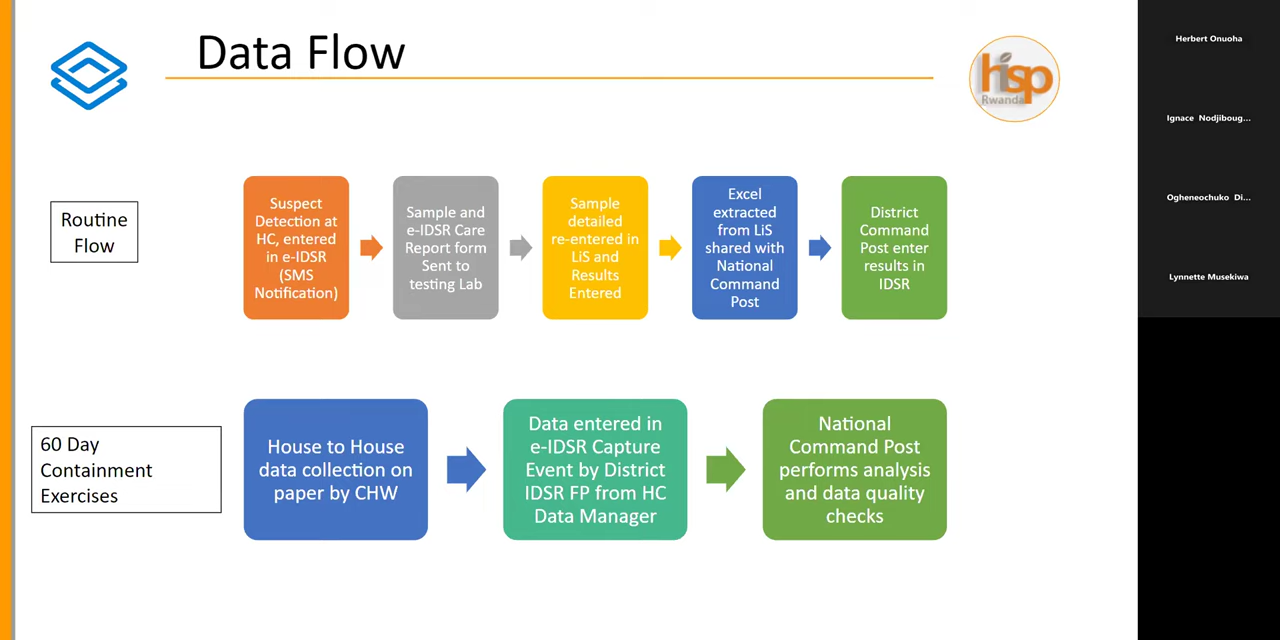 Data Flow
hisp
Rwanda
Herbert Onuoha
Ignace Nodjiboug...
Ogheneochuko Di...
Lynnette Musekiwa
Routine
Flow
Suspect
Detection at
HC, entered
in e-IDSR
(SMS
Notification)
Sample and
e-IDSR Care
Report form
Sent to
testing Lab
Sample
detailed
re-entered in
LiS and
Results
Entered
Excel
extracted
from LiS
shared with
National
Command
Post
District
Command
Post enter
results in
IDSR
60 Day
Containment
Exercises
House to House
data collection on
paper by CHW
Data entered in
e-IDSR Capture
Event by District
IDSR FP from HC
Data Manager
National
Command Post
performs analysis
and data quality
checks